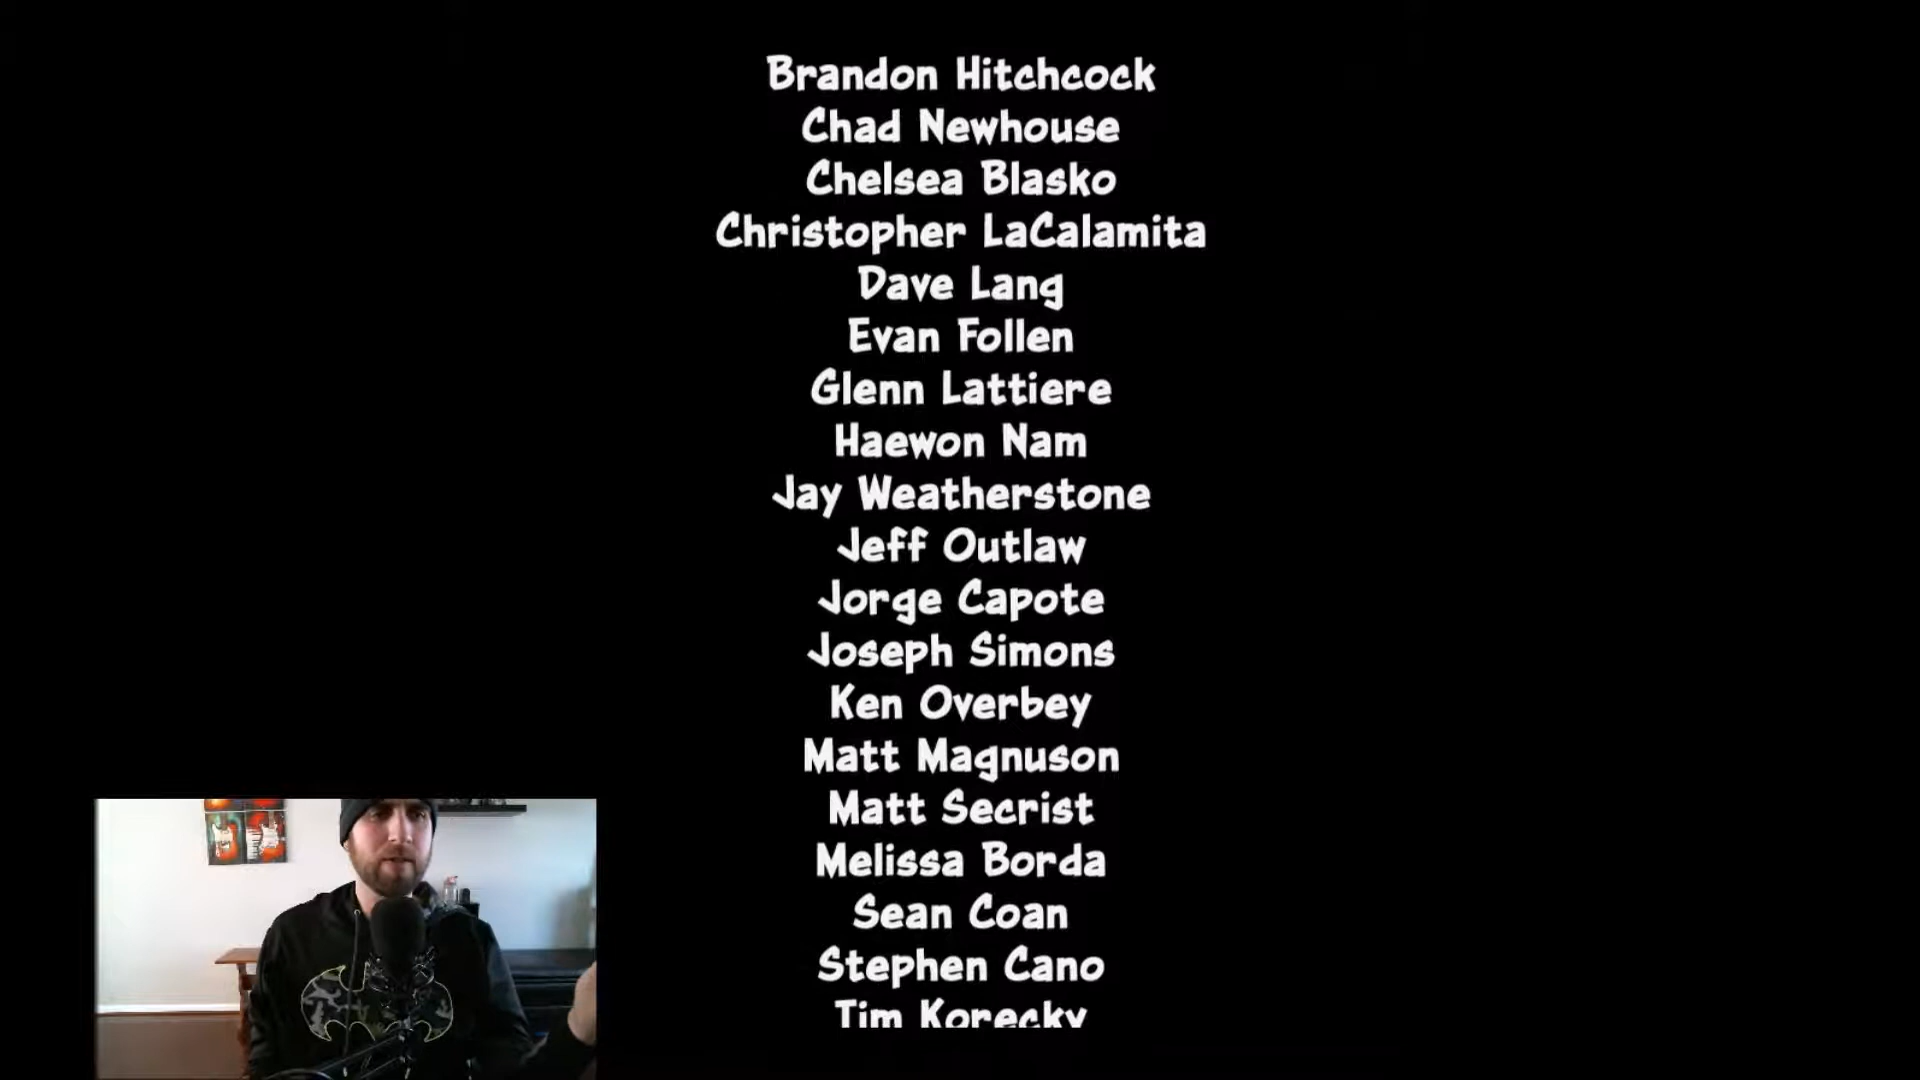 Brandon Hitchcock
Chad Newhouse
Chelsea Blasko
Christopher LaCalamita
Dave Lang
Evan Follen
Glenn Lattiere
Haewon Nam
Jay Weatherstone
Jeff Outlaw
Jorge Capote
Joseph Simons
Ken Overbey
Matt Magnuson
Matt Secrist
Melissa Borda
Sean Coan
Stephen Cano
Tim Korecky